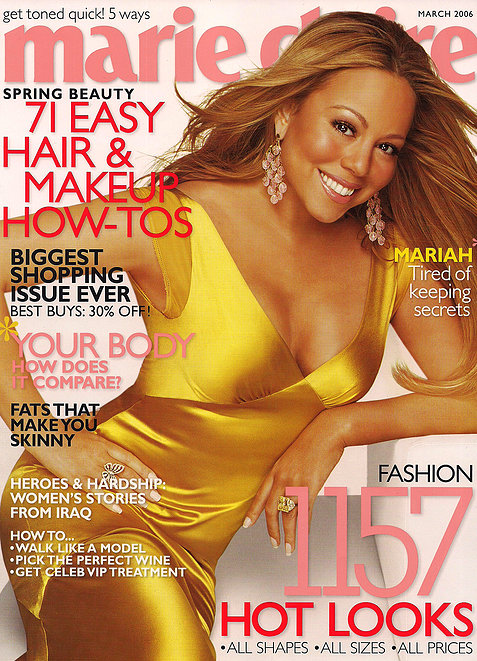 get toned quick! 5 ways
MARCH 2006
marie claire
SPRING BEAUTY
71 EASY
HAIR &
MAKEUP
HOW-TOS
BIGGEST
SHOPPING
ISSUE EVER
BEST BUYS: 30% OFF!
MARIAH*
Tired of
keeping
secrets
*YOUR BODY
HOW DOES
IT COMPARE?
FATS THAT
MAKE YOU
SKINNY
HEROES & HARDSHIP:
WOMEN'S STORIES
FROM IRAQ
HOW TO...
•WALK LIKE A MODEL
•PICK THE PERFECT WINE
•GET CELEB VIP TREATMENT
FASHION
1157
HOT LOOKS
•ALL SHAPES •ALL SIZES •ALL PRICES